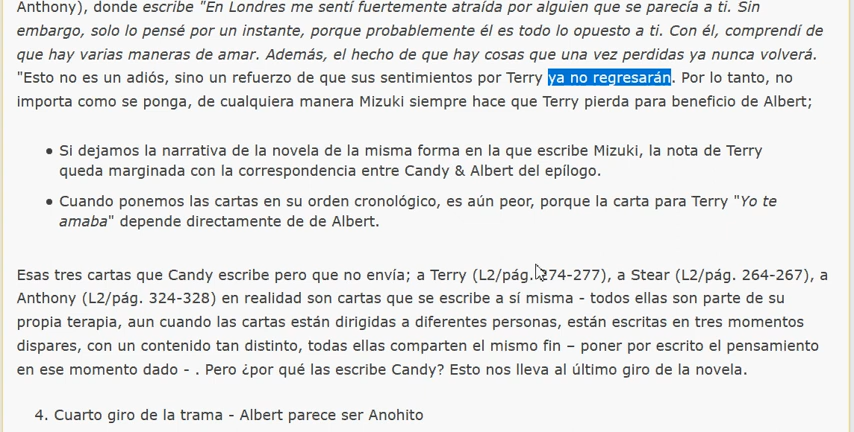 Anthony), donde escribe "En Londres me sentí fuertemente atraída por alguien que se parecía a ti. Sin
embargo, solo lo pensé por un instante, porque probablemente él es todo lo opuesto a ti. Con él, comprendí de
que hay varias maneras de amar. Además, el hecho de que hay cosas que una vez perdidas ya nunca volverá.
"Esto no es un adiós, sino un refuerzo de que sus sentimientos por Terry ya no regresarán. Por lo tanto, no
importa como se ponga, de cualquiera manera Mizuki siempre hace que Terry pierda para beneficio de Albert;
• Si dejamos la narrativa de la novela de la misma forma en la que escribe Mizuki, la nota de Terry
queda marginada con la correspondencia entre Candy & Albert del epílogo.
• Cuando ponemos las cartas en su orden cronológico, es aún peor, porque la carta para Terry "Yo te
amaba" depende directamente de de Albert.
Esas tres cartas que Candy escribe pero que no envía; a Terry (L2/pág. 274-277), a Stear (L2/pág. 264-267), a
Anthony (L2/pág. 324-328) en realidad son cartas que se escribe a sí misma - todos ellas son parte de su
propia terapia, aun cuando las cartas están dirigidas a diferentes personas, están escritas en tres momentos
dispares, con un contenido tan distinto, todas ellas comparten el mismo fin – poner por escrito el pensamiento
en ese momento dado - . Pero ¿por qué las escribe Candy? Esto nos lleva al último giro de la novela.
4. Cuarto giro de la trama - Albert parece ser Anohito